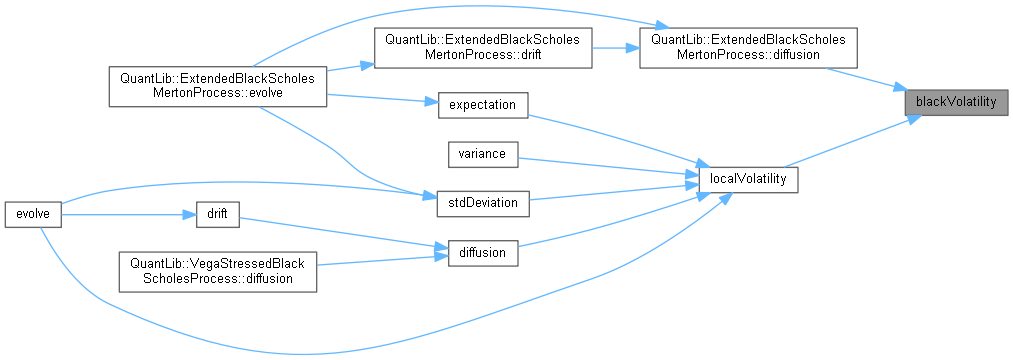 QuantLib::ExtendedBlackScholes
MertonProcess::drift
QuantLib::ExtendedBlackScholes
MertonProcess::diffusion
QuantLib::ExtendedBlackScholes
MertonProcess::evolve
expectation
blackVolatility
variance
localVolatility
stdDeviation
evolve
drift
diffusion
QuantLib::VegaStressedBlack
ScholesProcess::diffusion